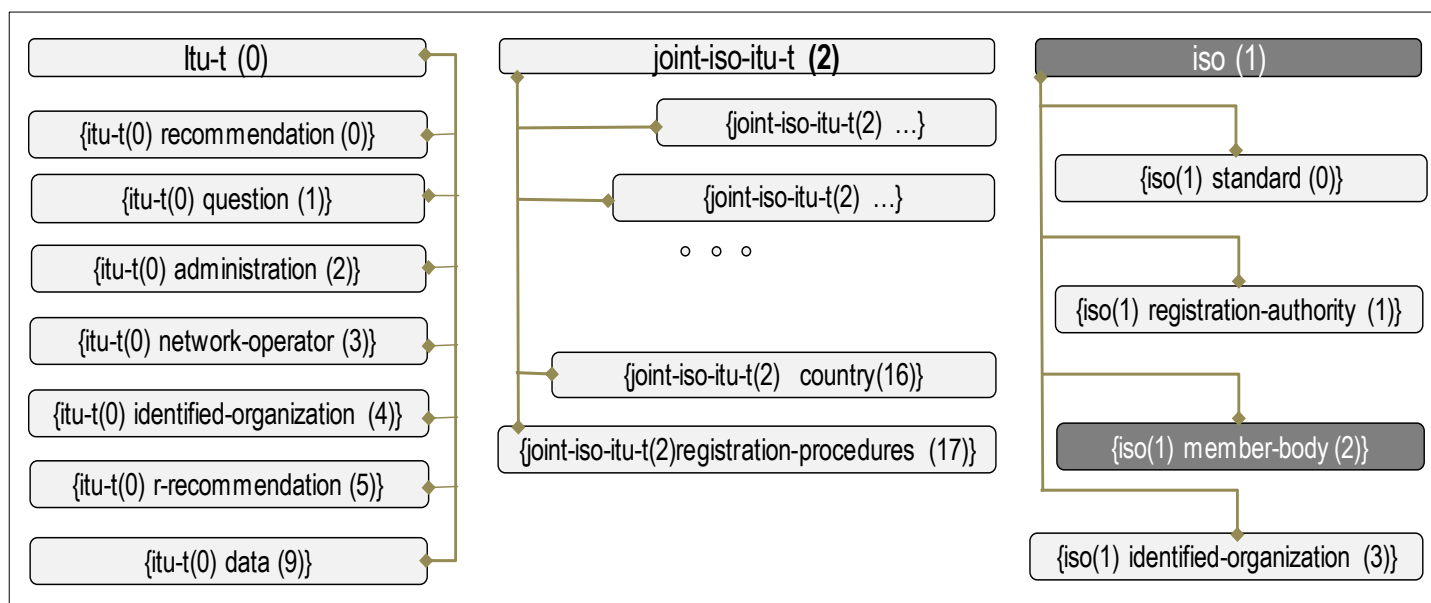 Itu-t (0)
{itu-t(0) recommendation (0)}
{itu-t(0) question (1)}
{itu-t(0) administration (2)}
{itu-t(0) network-operator (3)}
{itu-t(0) identified-organization (4)}
{itu-t(0) r-recommendation (5)}
{itu-t(0) data (9)}
joint-iso-itu-t (2)
{joint-iso-itu-t(2) ...}
{joint-iso-itu-t(2) ...}
{joint-iso-itu-t(2) country(16)}
{joint-iso-itu-t(2)registration-procedures (17)}
iso (1)
{iso(1) standard (0)}
{iso(1) registration-authority (1)}
{iso(1) member-body (2)}
{iso(1) identified-organization (3)}